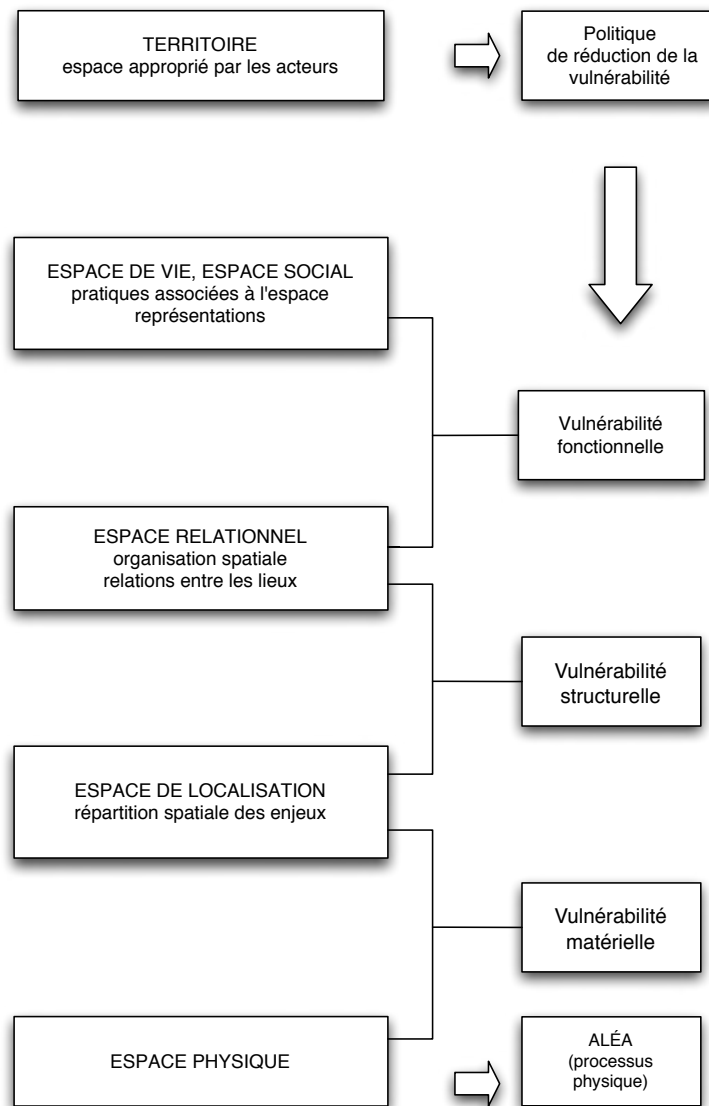 TERRITOIRE
espace approprié par les acteurs
Politique
de réduction de la
vulnérabilité
ESPACE DE VIE, ESPACE SOCIAL
pratiques associées à l'espace
représentations
Vulnérabilité
fonctionnelle
ESPACE RELATIONNEL
organisation spatiale
relations entre les lieux
Vulnérabilité
structurelle
ESPACE DE LOCALISATION
répartition spatiale des enjeux
Vulnérabilité
matérielle
ESPACE PHYSIQUE
ALÉA
(processus
physique)